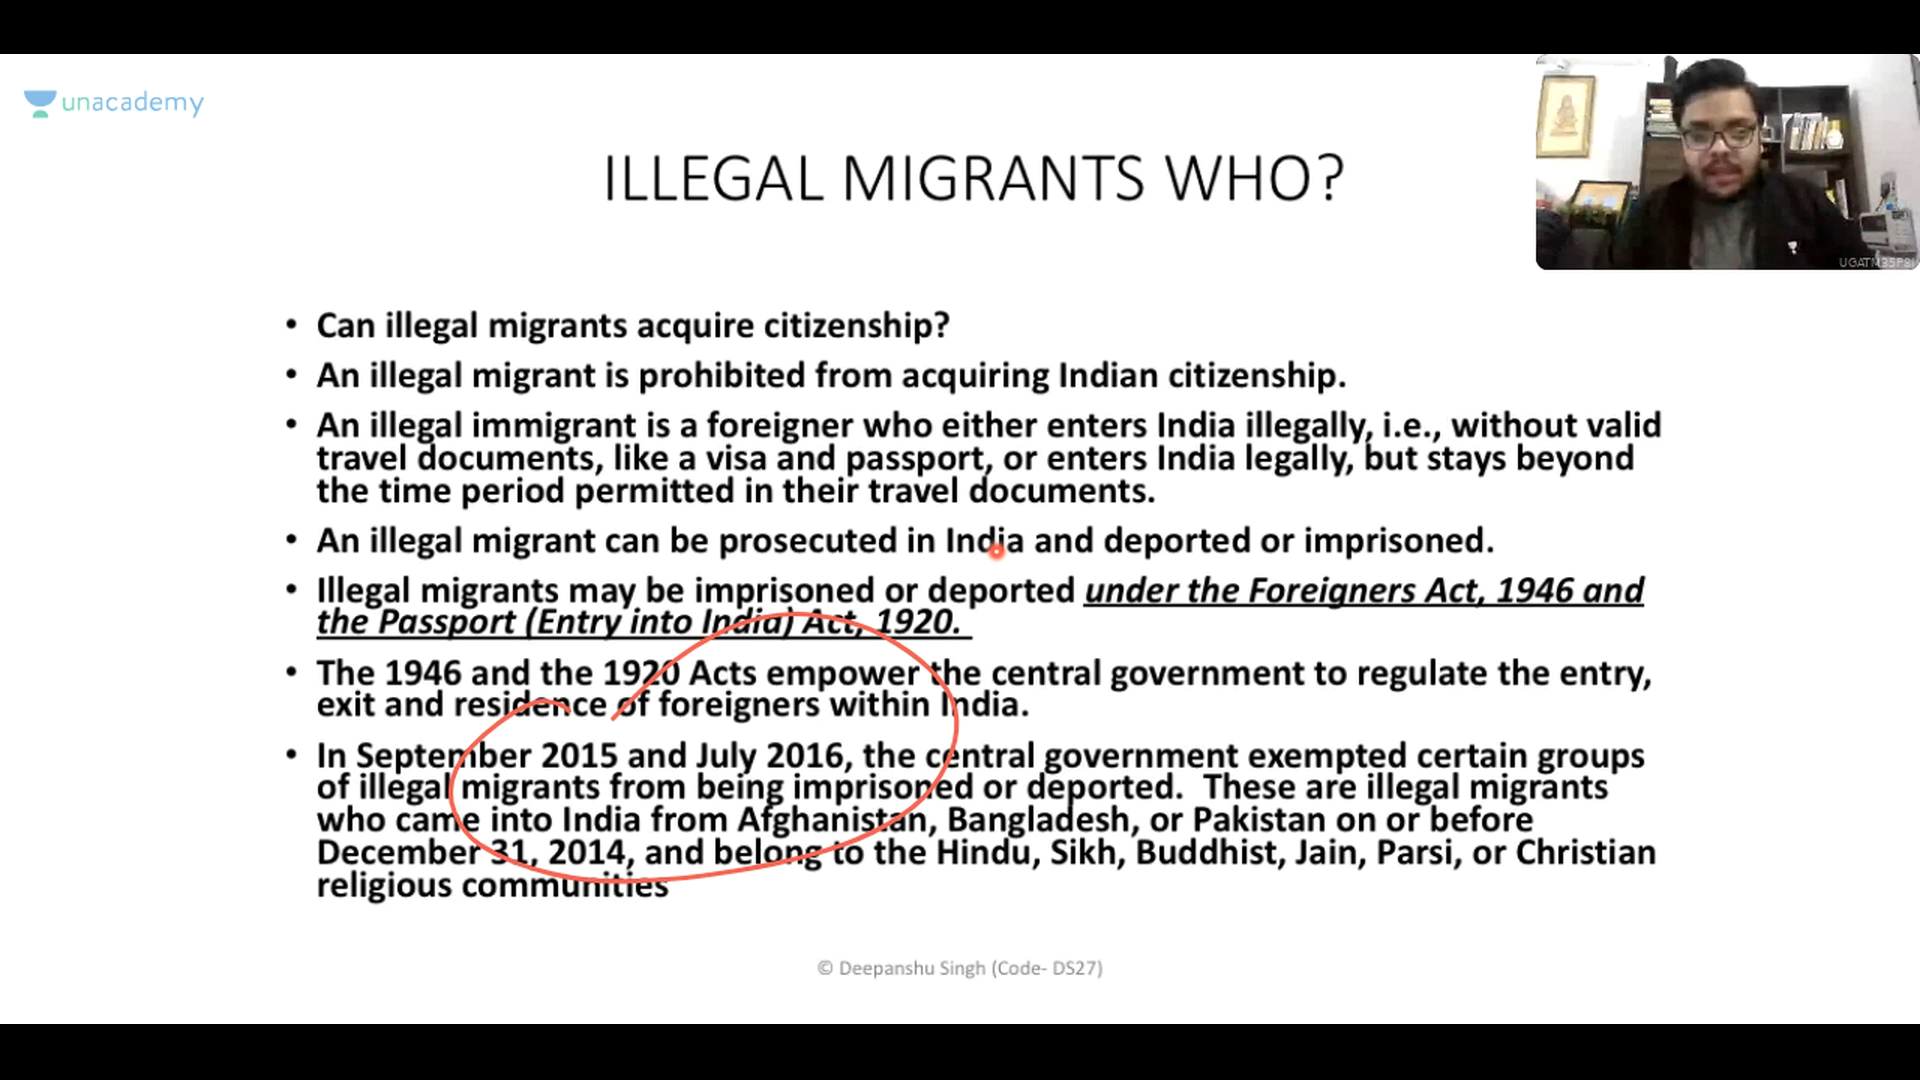 unacademy
ILLEGAL MIGRANTS WHO?
• Can illegal migrants acquire citizenship?
• An illegal migrant is prohibited from acquiring Indian citizenship.
• An illegal immigrant is a foreigner who either enters India illegally, i.e., without valid
travel documents, like a visa and passport, or enters India legally, but stays beyond
the time period permitted in their travel documents.
• An illegal migrant can be prosecuted in India and deported or imprisoned.
• Illegal migrants may be imprisoned or deported under the Foreigners Act, 1946 and
the Passport (Entry into India) Act, 1920.
• The 1946 and the 1920 Acts empower the central government to regulate the entry,
exit and residence of foreigners within India.
• In September 2015 and July 2016, the central government exempted certain groups
of illegal migrants from being imprisoned or deported.  These are illegal migrants
who came into India from Afghanistan, Bangladesh, or Pakistan on or before
December 31, 2014, and belong to the Hindu, Sikh, Buddhist, Jain, Parsi, or Christian
religious communities
© Deepanshu Singh (Code- DS27)